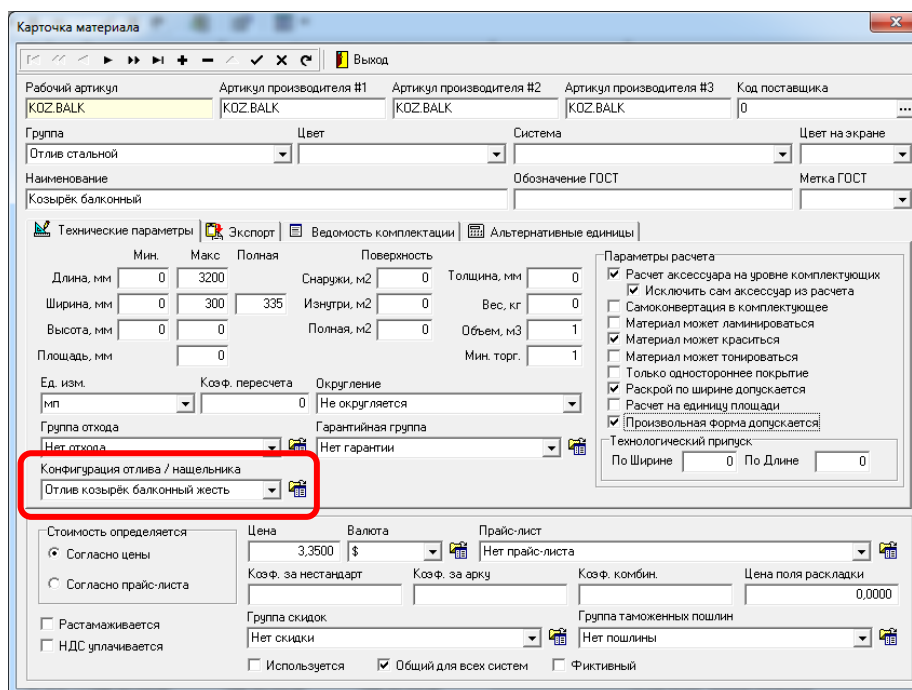 Карточка материала
Выход
Рабочий артикул Артикул производителя #1 Артикул производителя #2 Артикул производителя #3 Код поставщика
KOZ.BALK KOZ.BALK KOZ.BALK KOZ.BALK 0 ...
Группа Цвет Система Цвет на экране
Отлив стальной
Наименование Обозначение ГОСТ Метка ГОСТ
Козырёк балконный
Технические параметры Экспорт Ведомость комплектации Альтернативные единицы
Мин. Макс Полная Поверхность
Длина, мм 0 3200 Снаружи, м2 0 Толщина, мм 0
Ширина, мм 0 300 335 Изнутри, м2 0 Вес, кг 0
Высота, мм 0 0 Полная, м2 0 Объем, м3 1
Площадь, мм 0 Мин. торг. 1
Ед. изм. Коэф. пересчета Округление
мп 0 Не округляется
Группа отхода Гарантийная группа
Нет отхода Нет гарантии
Конфигурация отлива / нащельника
Отлив козырёк балконный жесть
Параметры расчета
Расчет аксессуара на уровне комплектующих
Исключить сам аксессуар из расчета
Самоконвертация в комплектующее
Материал может ламинироваться
Материал может краситься
Материал может тонироваться
Только одностороннее покрытие
Раскрой по ширине допускается
Расчет на единицу площади
Произвольная форма допускается
Технологический припуск
По Ширине 0 По Длине 0
Стоимость определяется
Согласно цены
Согласно прайс-листа
Растамаживается
НДС уплачивается
Цена Валюта Прайс-лист
3,3500 $ Нет прайс-листа
Коэф. за нестандарт Коэф. за арку Коэф. комбин. Цена поля раскладки
0,0000
Группа скидок Группа таможенных пошлин
Нет скидки Нет пошлины
Используется Общий для всех систем Фиктивный